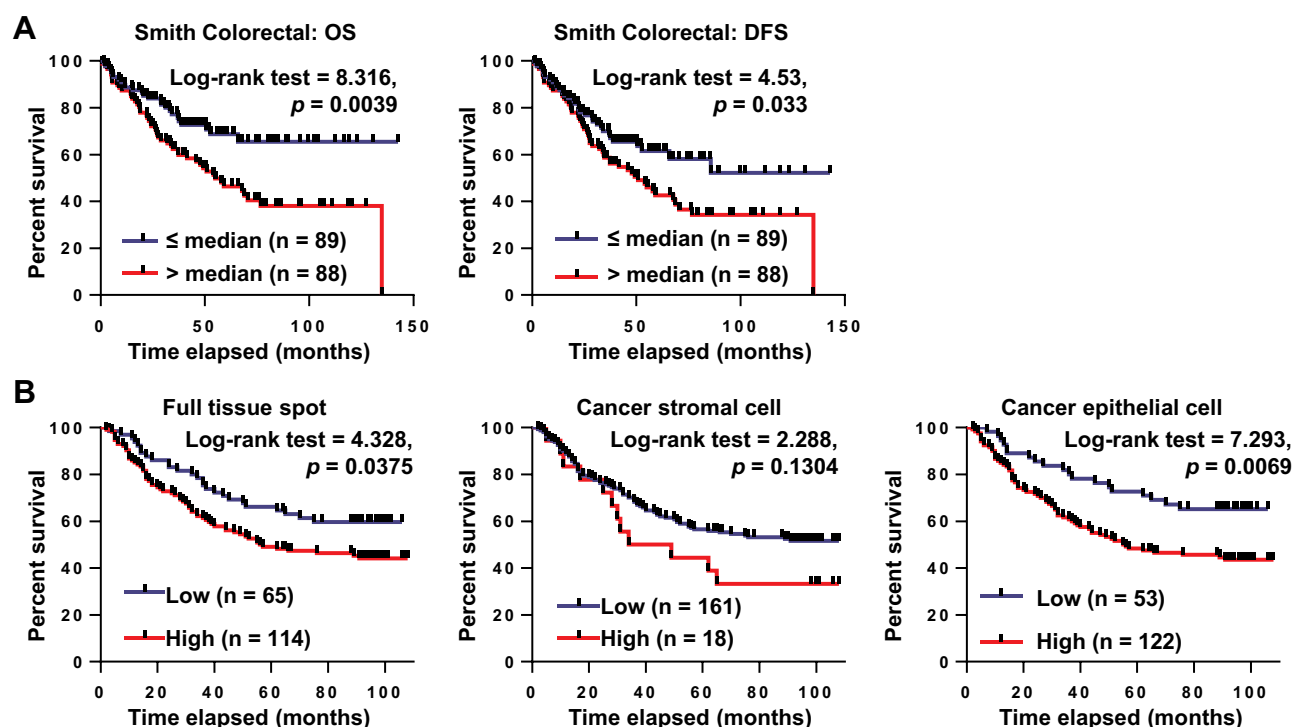 A
Smith Colorectal: OS
Log-rank test = 8.316,
p = 0.0039
Percent survival
100
80
60
40
20
0
≤ median (n = 89)
> median (n = 88)
0 50 100 150
Time elapsed (months)
Smith Colorectal: DFS
Log-rank test = 4.53,
p = 0.033
Percent survival
100
80
60
40
20
0
≤ median (n = 89)
> median (n = 88)
0 50 100 150
Time elapsed (months)
B
Full tissue spot
Log-rank test = 4.328,
p = 0.0375
Percent survival
100
80
60
40
20
0
Low (n = 65)
High (n = 114)
0 20 40 60 80 100
Time elapsed (months)
Cancer stromal cell
Log-rank test = 2.288,
p = 0.1304
Percent survival
100
80
60
40
20
0
Low (n = 161)
High (n = 18)
0 20 40 60 80 100
Time elapsed (months)
Cancer epithelial cell
Log-rank test = 7.293,
p = 0.0069
Percent survival
100
80
60
40
20
0
Low (n = 53)
High (n = 122)
0 20 40 60 80 100
Time elapsed (months)